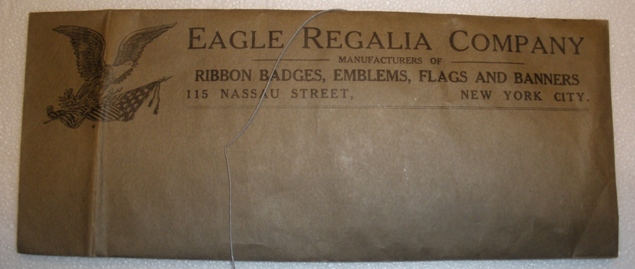 EAGLE REGALIA COMPANY
MANUFACTURERS OF
RIBBON BADGES, EMBLEMS, FLAGS AND BANNERS
115 NASSAU STREET, NEW YORK CITY.